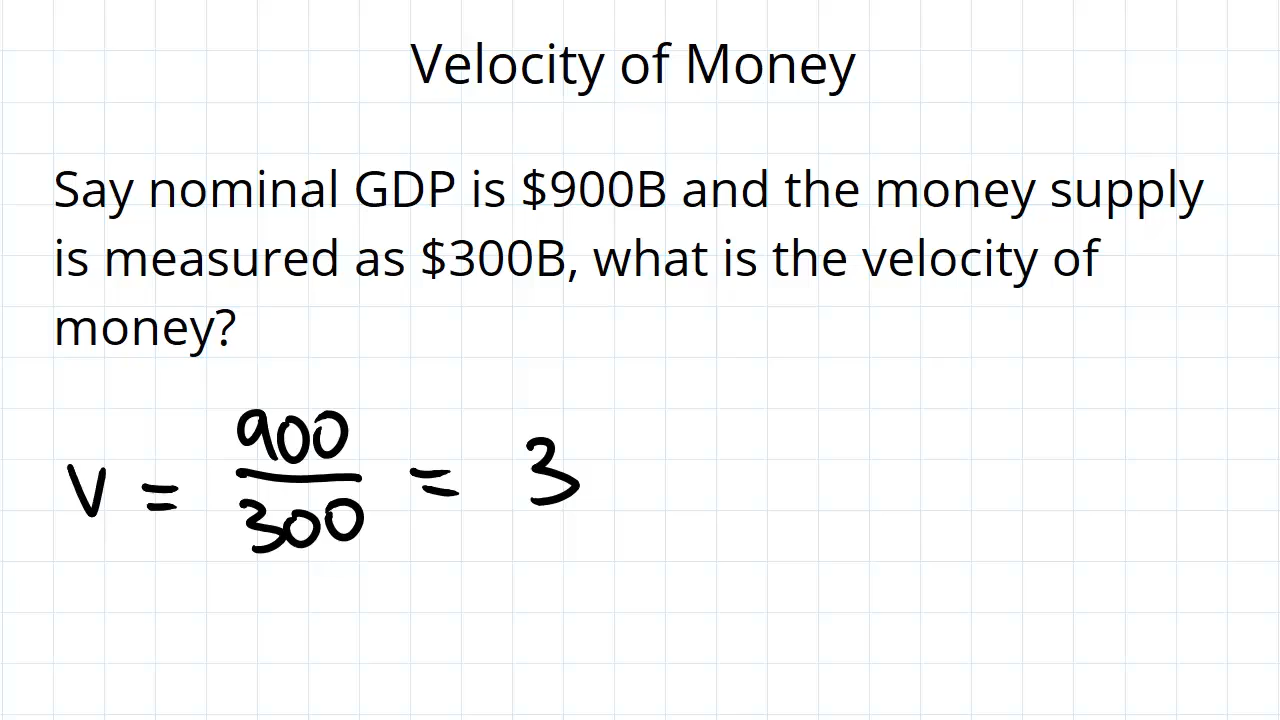 Velocity of Money
Say nominal GDP is $900B and the money supply
is measured as $300B, what is the velocity of
money?
V = 900/300 = 3